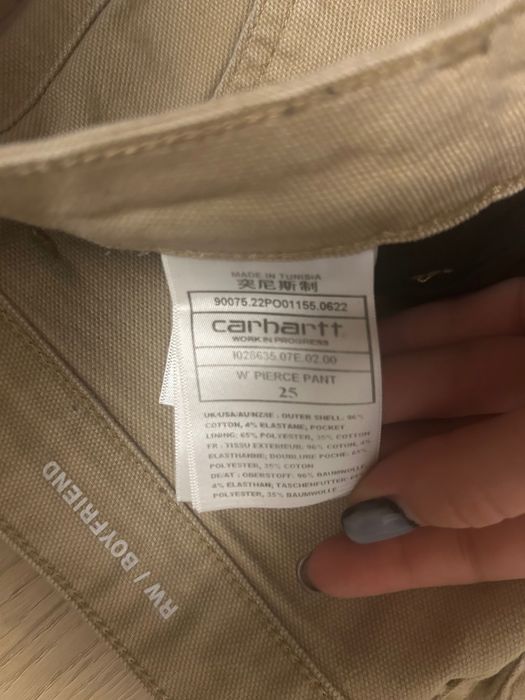 MADE IN TUNISIA
突尼斯制
90075.22PO01155.0622
carhartt
WORK IN PROGRESS
I028635.07E.02.00
W' PIERCE PANT
25
UK/USA/AU/NZ/IE : OUTER SHELL: 96%
COTTON, 4% ELASTANE; POCKET
LINING: 65% POLYESTER, 35% COTTON
FR : TISSU EXTERIEUR: 96% COTON, 4%
ELASTHANNE; DOUBLURE POCHE: 65%
POLYESTER, 35% COTON
DE/AT : OBERSTOFF: 96% BAUMWOLLE
4% ELASTHAN; TASCHENFUTTER:
POLYESTER, 35% BAUMWOLLE
RW / BOYFRIEND